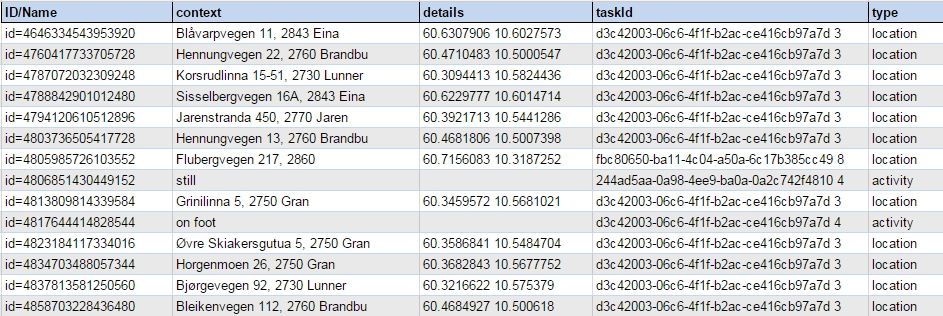 ID/Name context details taskId type
id=4646334543953920 Blåvarpvegen 11, 2843 Eina 60.6307906 10.6027573 d3c42003-06c6-4f1f-b2ac-ce416cb97a7d 3 location
id=4760417733705728 Hennungvegen 22, 2760 Brandbu 60.4710483 10.5000547 d3c42003-06c6-4f1f-b2ac-ce416cb97a7d 3 location
id=4787072032309248 Korsrudlinna 15-51, 2730 Lunner 60.3094413 10.5824436 d3c42003-06c6-4f1f-b2ac-ce416cb97a7d 3 location
id=4788842901012480 Sisselbergvegen 16A, 2843 Eina 60.6229777 10.6014714 d3c42003-06c6-4f1f-b2ac-ce416cb97a7d 3 location
id=4794120610512896 Jarenstranda 450, 2770 Jaren 60.3921713 10.5441286 d3c42003-06c6-4f1f-b2ac-ce416cb97a7d 3 location
id=4803736505417728 Hennungvegen 13, 2760 Brandbu 60.4681806 10.5007398 d3c42003-06c6-4f1f-b2ac-ce416cb97a7d 3 location
id=4805985726103552 Flubergvegen 217, 2860 60.7156083 10.3187252 fbc80650-ba11-4c04-a50a-6c17b385cc49 8 location
id=4806851430449152 still 244ad5aa-0a98-4ee9-ba0a-0a2c742f4810 4 activity
id=4813809814339584 Grinilinna 5, 2750 Gran 60.3459572 10.5681021 d3c42003-06c6-4f1f-b2ac-ce416cb97a7d 3 location
id=4817644414828544 on foot d3c42003-06c6-4f1f-b2ac-ce416cb97a7d 4 activity
id=4823184117334016 Øvre Skiakersgutua 5, 2750 Gran 60.3586841 10.5484704 d3c42003-06c6-4f1f-b2ac-ce416cb97a7d 3 location
id=4834703488057344 Horgenmoen 26, 2750 Gran 60.3682843 10.5677752 d3c42003-06c6-4f1f-b2ac-ce416cb97a7d 3 location
id=4837813581250560 Bjørgevegen 92, 2730 Lunner 60.3216622 10.575379 d3c42003-06c6-4f1f-b2ac-ce416cb97a7d 3 location
id=4858703228436480 Bleikenvegen 112, 2760 Brandbu 60.4684927 10.500618 d3c42003-06c6-4f1f-b2ac-ce416cb97a7d 3 location